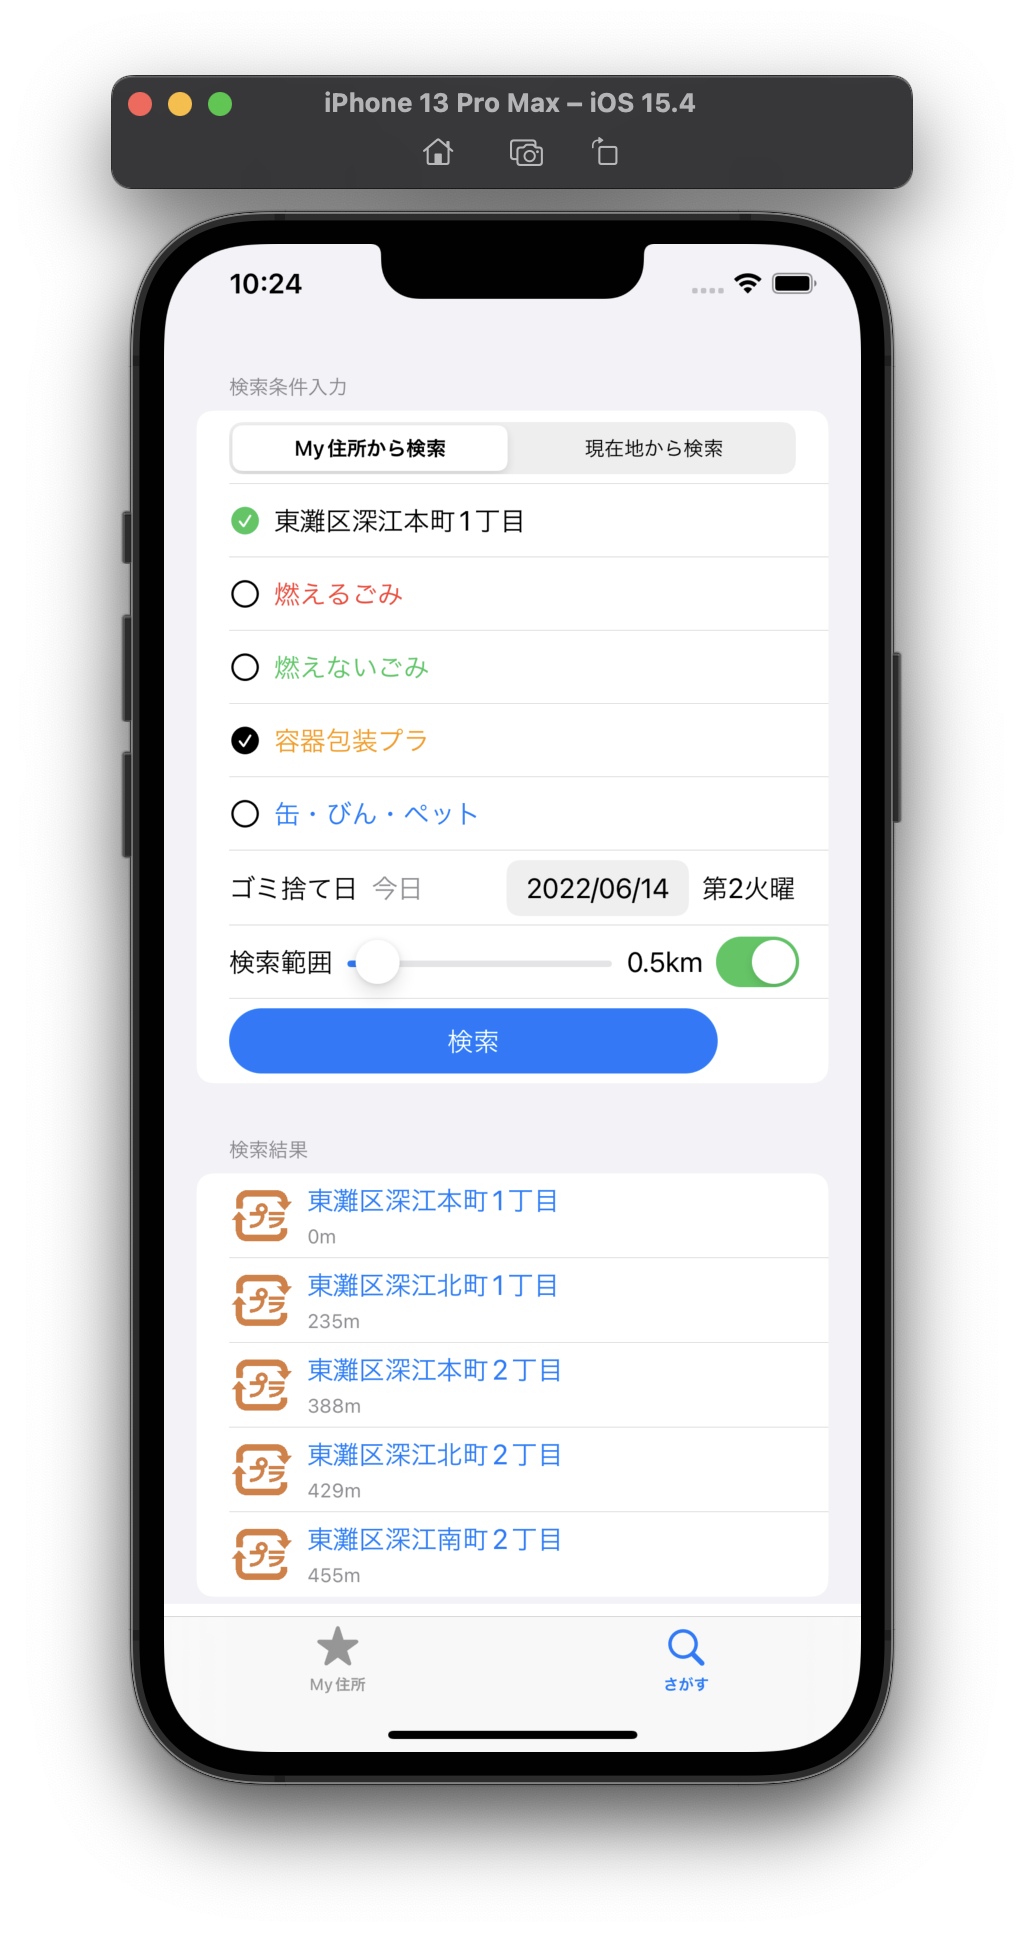 iPhone 13 Pro Max – iOS 15.4
10:24
検索条件入力
My住所から検索 現在地から検索
東灘区深江本町1丁目
燃えるごみ
燃えないごみ
容器包装プラ
缶・びん・ペット
ゴミ捨て日 今日 2022/06/14 第2火曜
検索範囲 0.5km
検索
検索結果
プラ 東灘区深江本町1丁目
0m
プラ 東灘区深江北町1丁目
235m
プラ 東灘区深江本町２丁目
388m
プラ 東灘区深江北町２丁目
429m
プラ 東灘区深江南町２丁目
455m
My住所 さがす